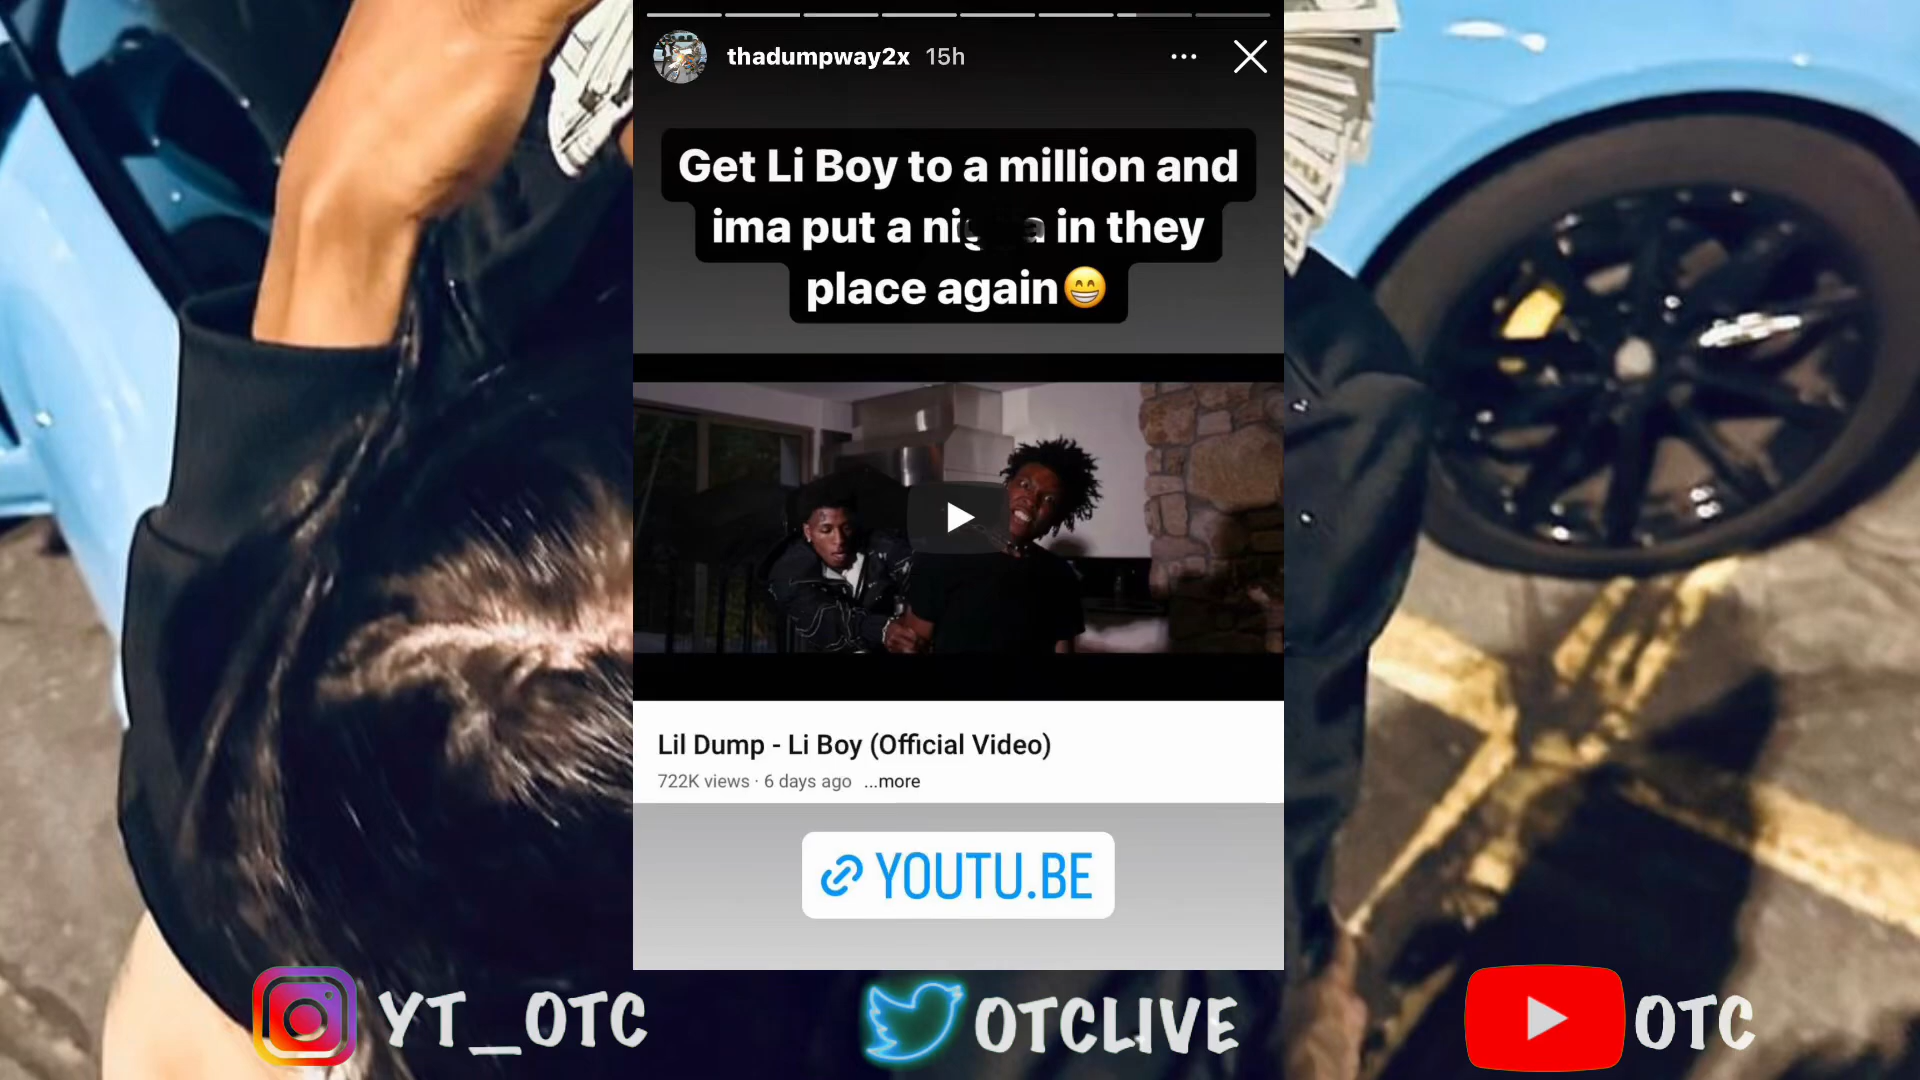 thadumpway2x 15h
Get Li Boy to a million and
ima put a in they
place again😁
Lil Dump - Li Boy (Official Video)
722K views · 6 days ago ...more
YOUTU.BE
YT_OTC
OTCLIVE
OTC